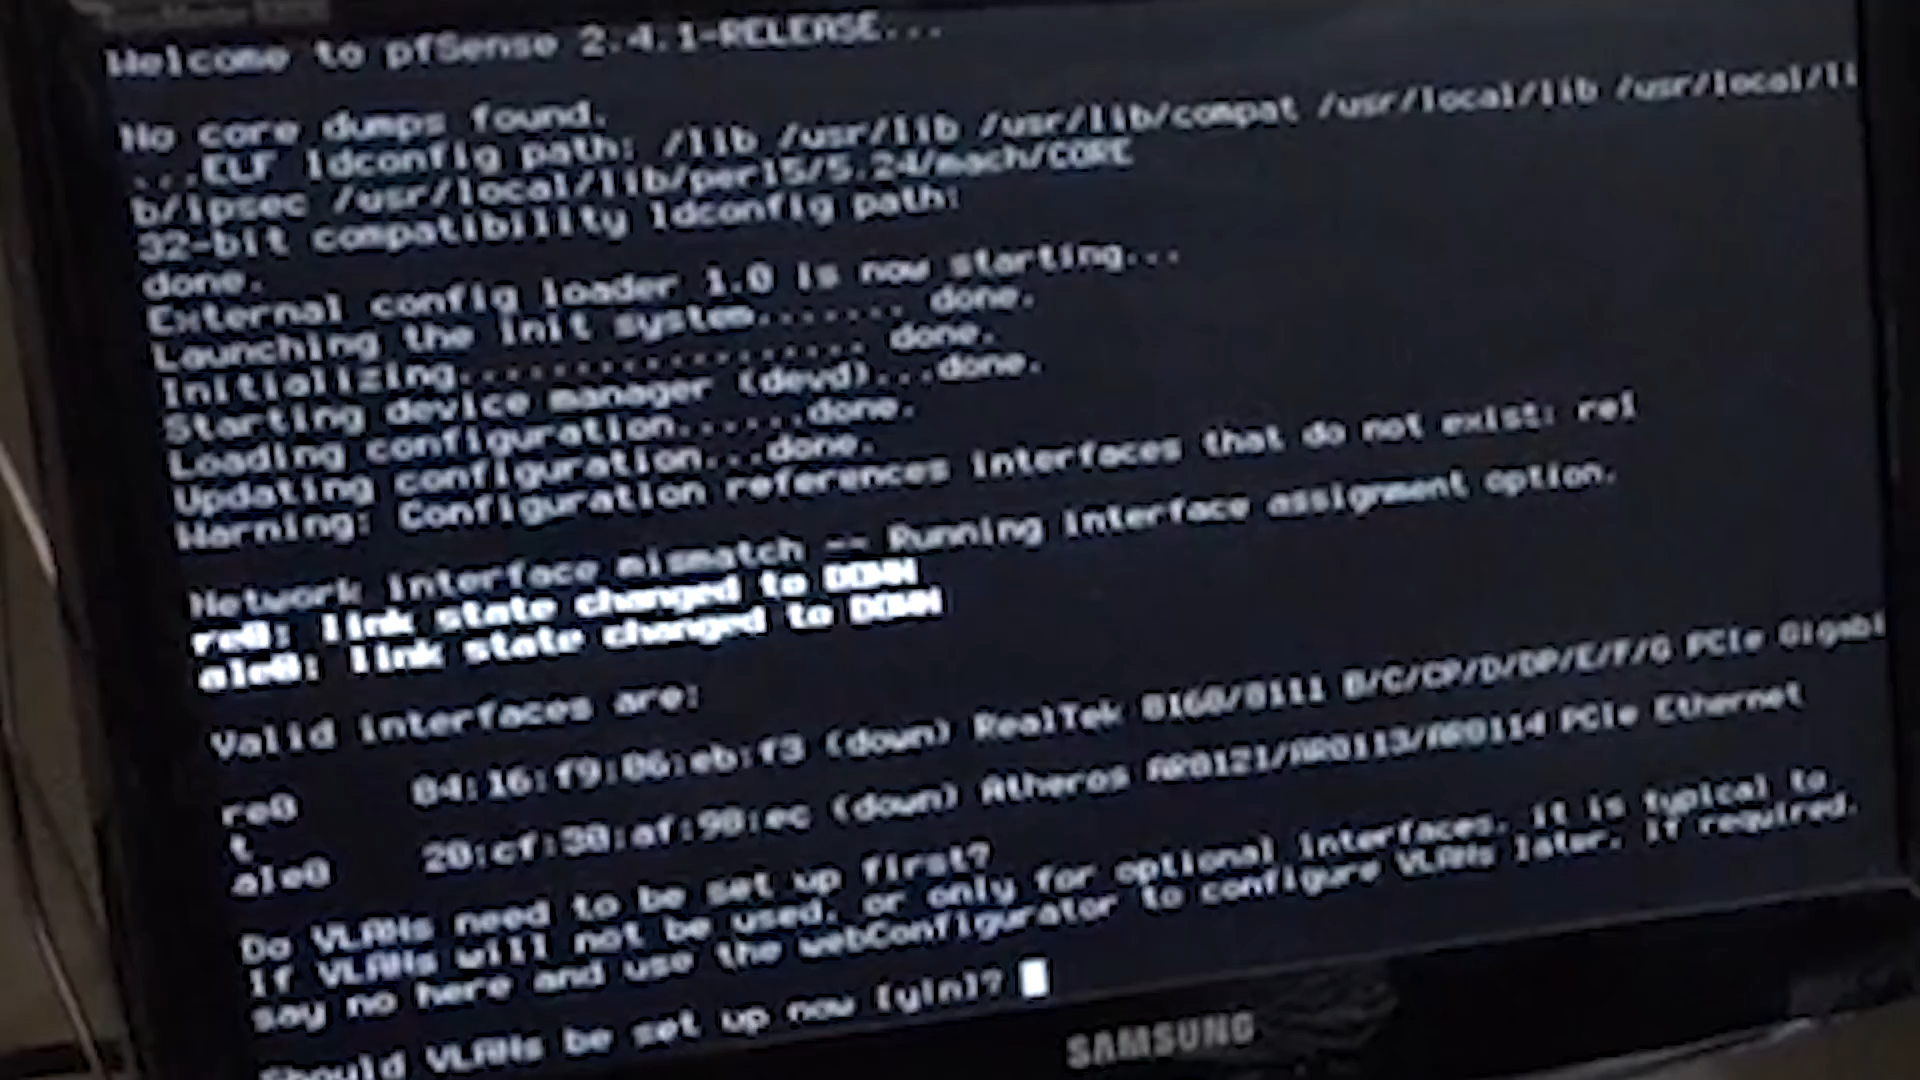 Welcome to pfSense 2.4.1-RELEASE...
No core dumps found.
...ELF ldconfig path: /lib /usr/lib /usr/lib/compat /usr/local/lib /usr/local/li
b/ipsec /usr/local/lib/perl5/5.24/mach/CORE
32-bit compatibility ldconfig path:
done.
External config loader 1.0 is now starting...
Launching the init system....... done.
Initializing.................. done.
Starting device manager (devd)...done.
Loading configuration......done.
Updating configuration...done.
Warning: Configuration references interfaces that do not exist: re1
Network interface mismatch -- Running interface assignment option.
re0: link state changed to DOWN
ale0: link state changed to DOWN
Valid interfaces are:
re0 04:16:f9:06:eb:f3 (down) RealTek 8168/8111 B/C/CP/D/DP/E/F/G PCIe Gigabi
t
ale0 20:cf:30:af:90:ec (down) Atheros AR8121/AR8113/AR8114 PCIe Ethernet
Do VLANs need to be set up first?
If VLANs will not be used, or only for optional interfaces, it is typical to
say no here and use the webConfigurator to configure VLANs later, if required.
Should VLANs be set up now [y|n]?
SAMSUNG